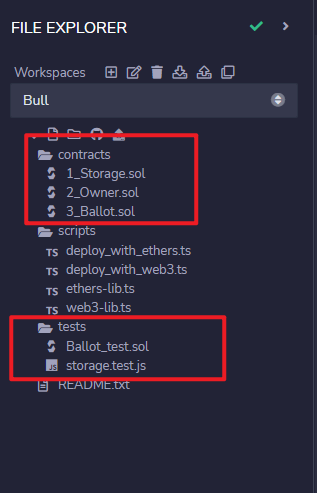 FILE EXPLORER
Workspaces
Bull
contracts
1_Storage.sol
2_Owner.sol
3_Ballot.sol
scripts
TS deploy_with_ethers.ts
TS deploy_with_web3.ts
TS ethers-lib.ts
TS web3-lib.ts
tests
Ballot_test.sol
JS storage.test.js
README.txt